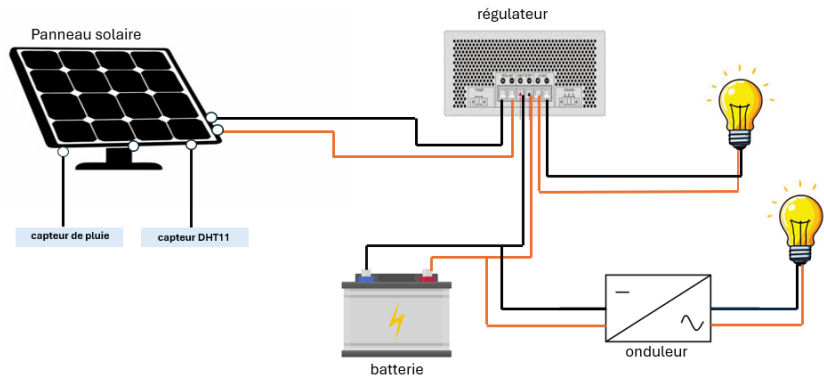 régulateur
Panneau solaire
capteur de pluie
capteur DHT11
batterie
onduleur